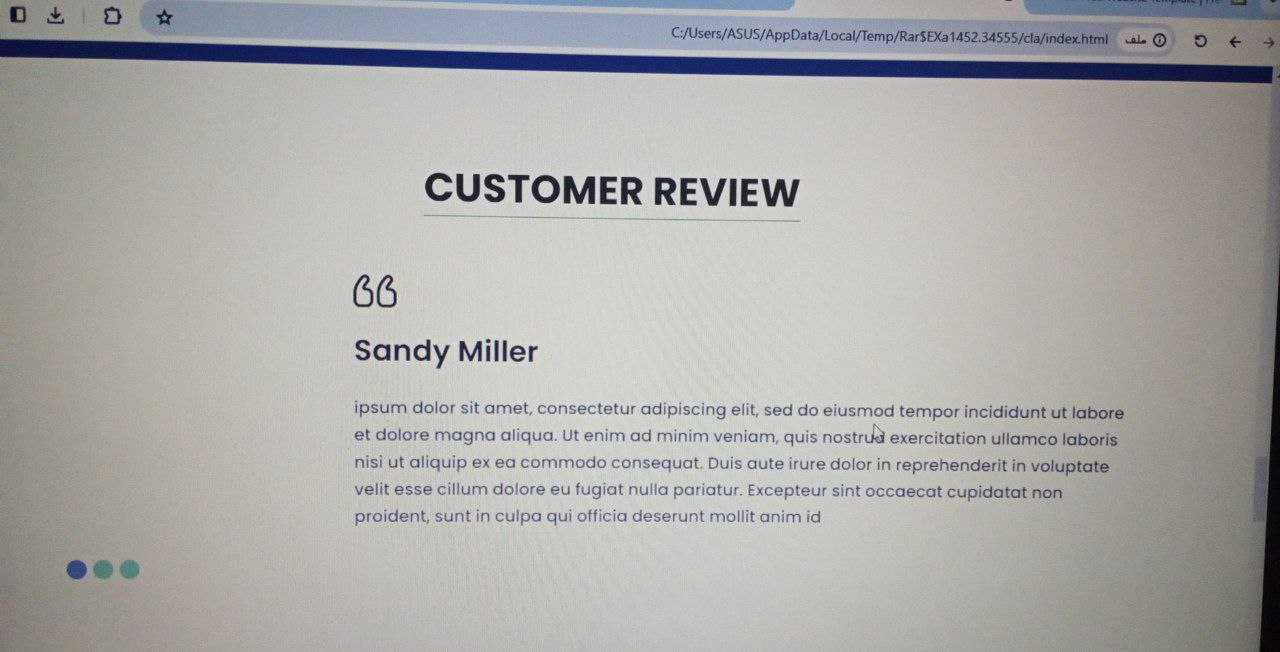 C:/Users/ASUS/AppData/Local/Temp/Rar$EXa1452.34555/cla/index.html
ملف
CUSTOMER REVIEW
Sandy Miller
ipsum dolor sit amet, consectetur adipiscing elit, sed do eiusmod tempor incididunt ut labore
et dolore magna aliqua. Ut enim ad minim veniam, quis nostrud exercitation ullamco laboris
nisi ut aliquip ex ea commodo consequat. Duis aute irure dolor in reprehenderit in voluptate
velit esse cillum dolore eu fugiat nulla pariatur. Excepteur sint occaecat cupidatat non
proident, sunt in culpa qui officia deserunt mollit anim id